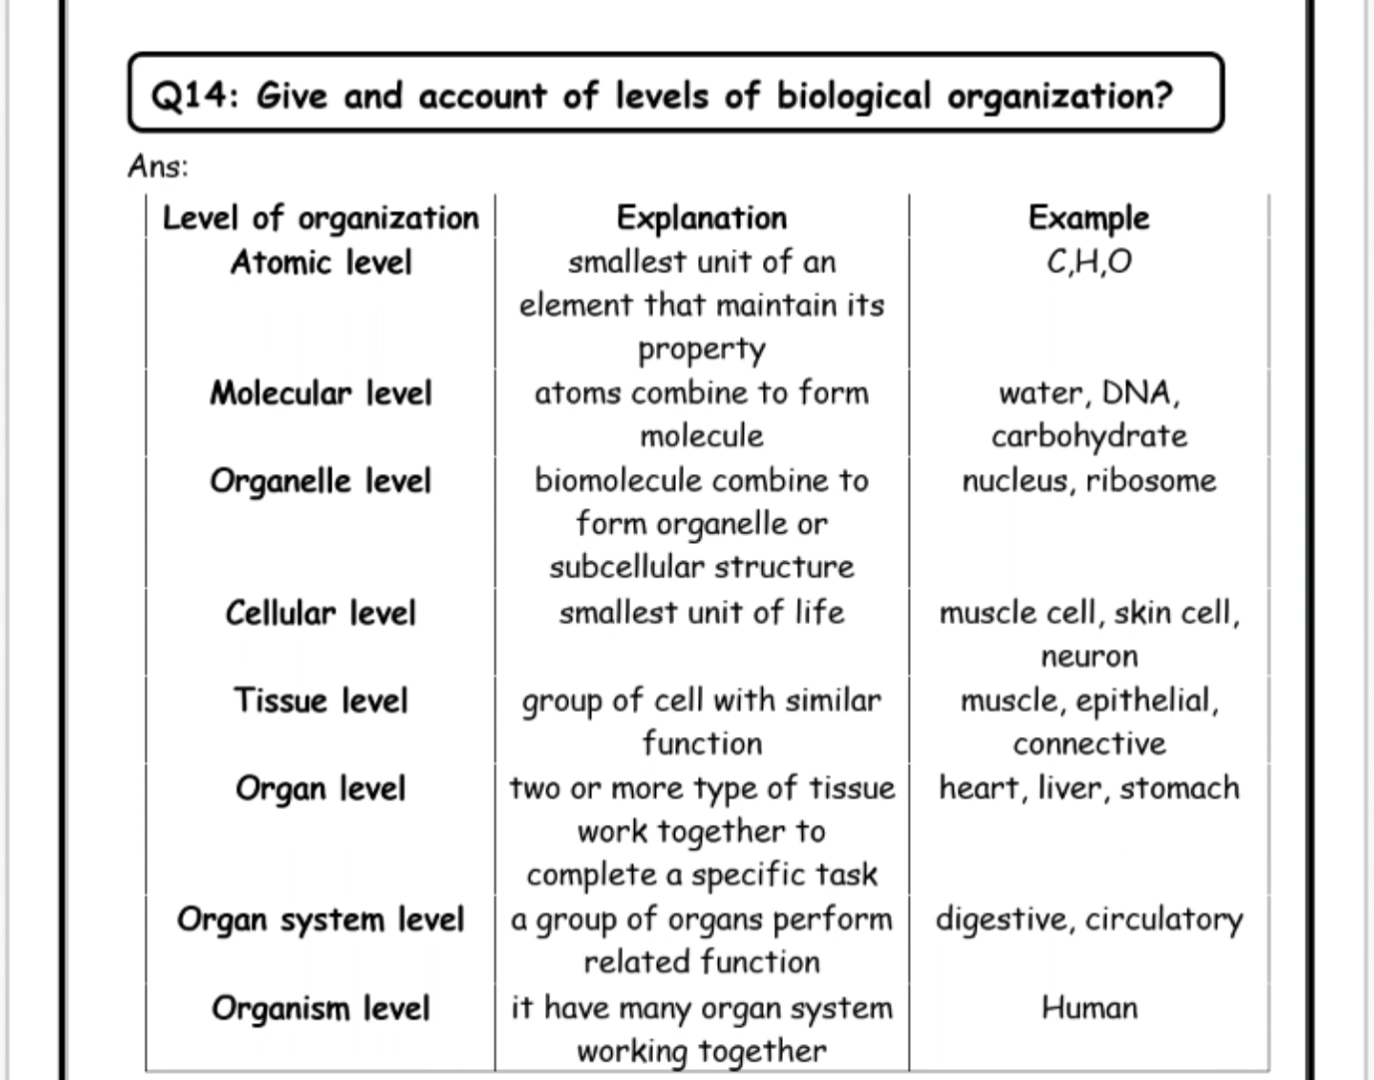 Q14: Give and account of levels of biological organization?
Ans:
Level of organization Explanation Example
Atomic level smallest unit of an C,H,O
element that maintain its
property
Molecular level atoms combine to form water, DNA,
molecule carbohydrate
Organelle level biomolecule combine to nucleus, ribosome
form organelle or
subcellular structure
Cellular level smallest unit of life muscle cell, skin cell,
neuron
Tissue level group of cell with similar muscle, epithelial,
function connective
Organ level two or more type of tissue heart, liver, stomach
work together to
complete a specific task
Organ system level a group of organs perform digestive, circulatory
related function
Organism level it have many organ system Human
working together